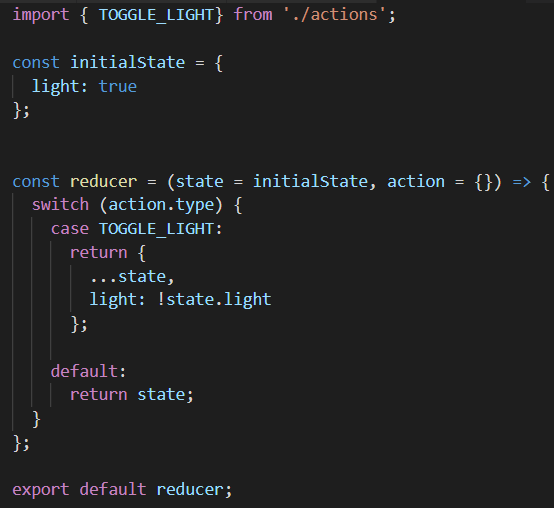 import { TOGGLE_LIGHT} from './actions';
const initialState = {
  light: true
};
const reducer = (state = initialState, action = {}) => {
  switch (action.type) {
    case TOGGLE_LIGHT:
      return {
        ...state,
        light: !state.light
      };
    default:
      return state;
  }
};
export default reducer;